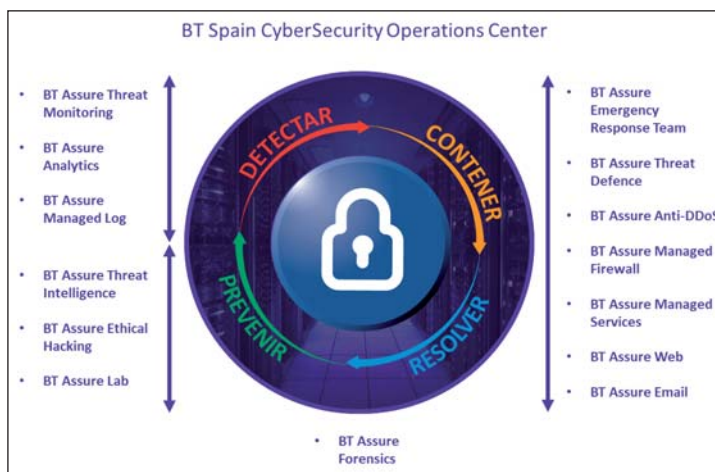 BT Spain CyberSecurity Operations Center
• BT Assure Threat
Monitoring
• BT Assure
Analytics
• BT Assure
Managed Log
• BT Assure Threat
Intelligence
• BT Assure Ethical
Hacking
• BT Assure Lab
DETECTAR
CONTENER
PREVENIR
RESOLVER
• BT Assure
Emergency
Response Team
• BT Assure Threat
Defence
• BT Assure Anti-DDoS
• BT Assure Managed
Firewall
• BT Assure Managed
Services
• BT Assure Web
• BT Assure Email
• BT Assure
Forensics